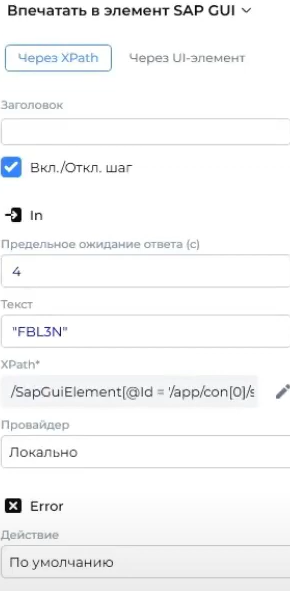 Впечатать в элемент SAP GUI
Через XPath
Через UI-элемент
Заголовок
Вкл./Откл. шаг
In
Предельное ожидание ответа (с)
4
Текст
"FBL3N"
XPath*
/SapGuiElement[@Id = '/app/con[0]/s
Провайдер
Локально
Error
Действие
По умолчанию